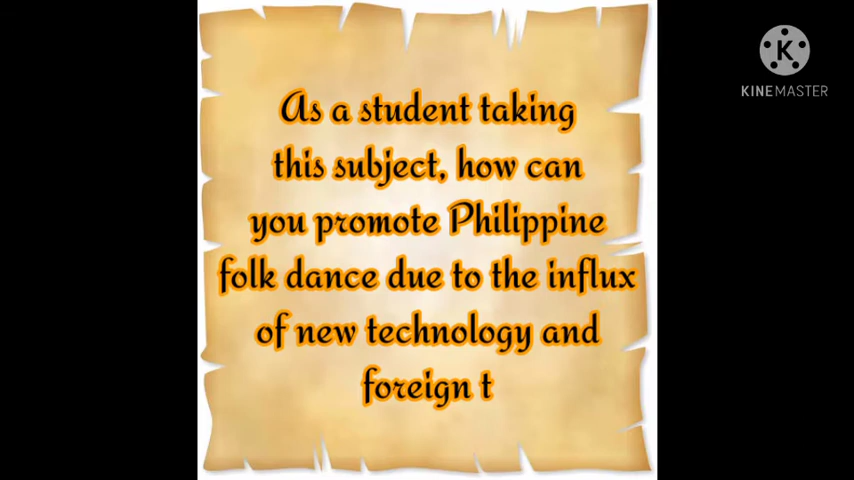 As a student taking
this subject, how can
you promote Philippine
folk dance due to the influx
of new technology and
foreign t
K
KINEMASTER